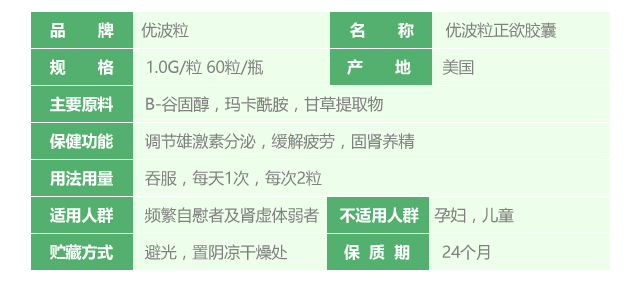 品 牌 优波粒 名 称 优波粒正欲胶囊
规 格 1.0G/粒 60粒/瓶 产 地 美国
主要原料 B-谷固醇，玛卡酰胺，甘草提取物
保健功能 调节雄激素分泌，缓解疲劳，固肾养精
用法用量 吞服，每天1次，每次2粒
适用人群 频繁自慰者及肾虚体弱者 不适用人群 孕妇，儿童
贮藏方式 避光，置阴凉干燥处 保 质 期 24个月